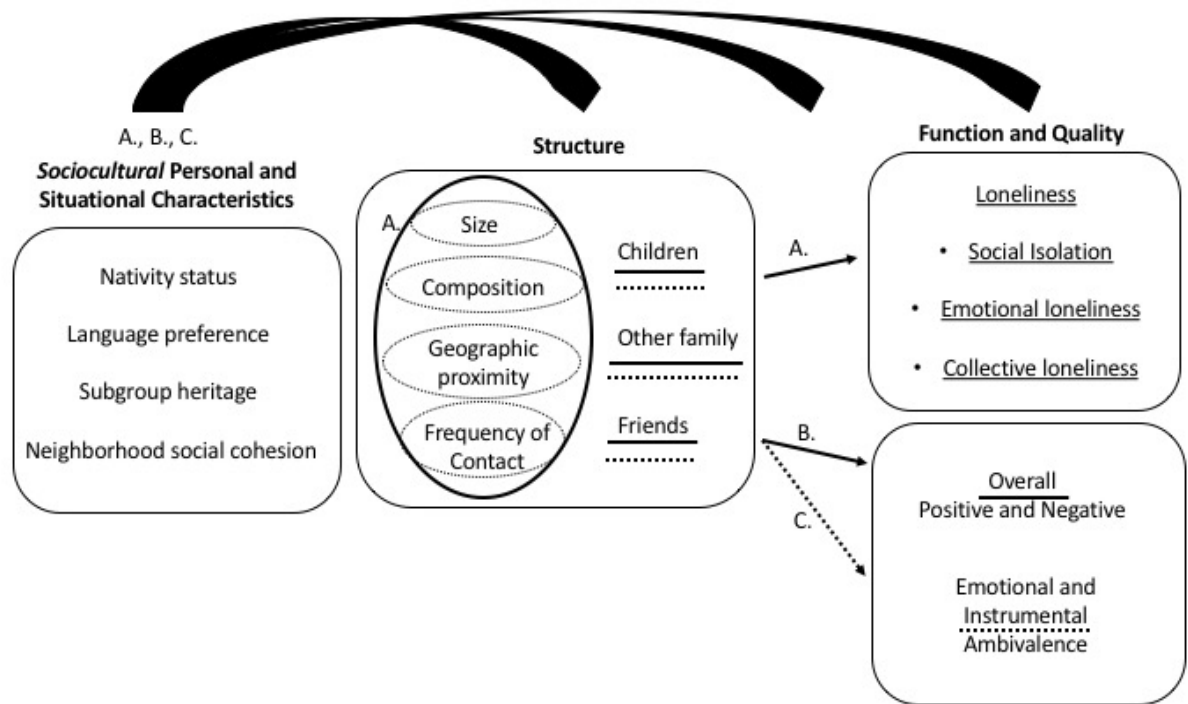 A., B., C.
Sociocultural Personal and
Situational Characteristics
Nativity status
Language preference
Subgroup heritage
Neighborhood social cohesion
Structure
A.
Size
Composition
Geographic
proximity
Frequency of
Contact
Children
Other family
Friends
A.
B.
C.
Function and Quality
Loneliness
• Social Isolation
• Emotional loneliness
• Collective loneliness
Overall
Positive and Negative
Emotional and
Instrumental
Ambivalence